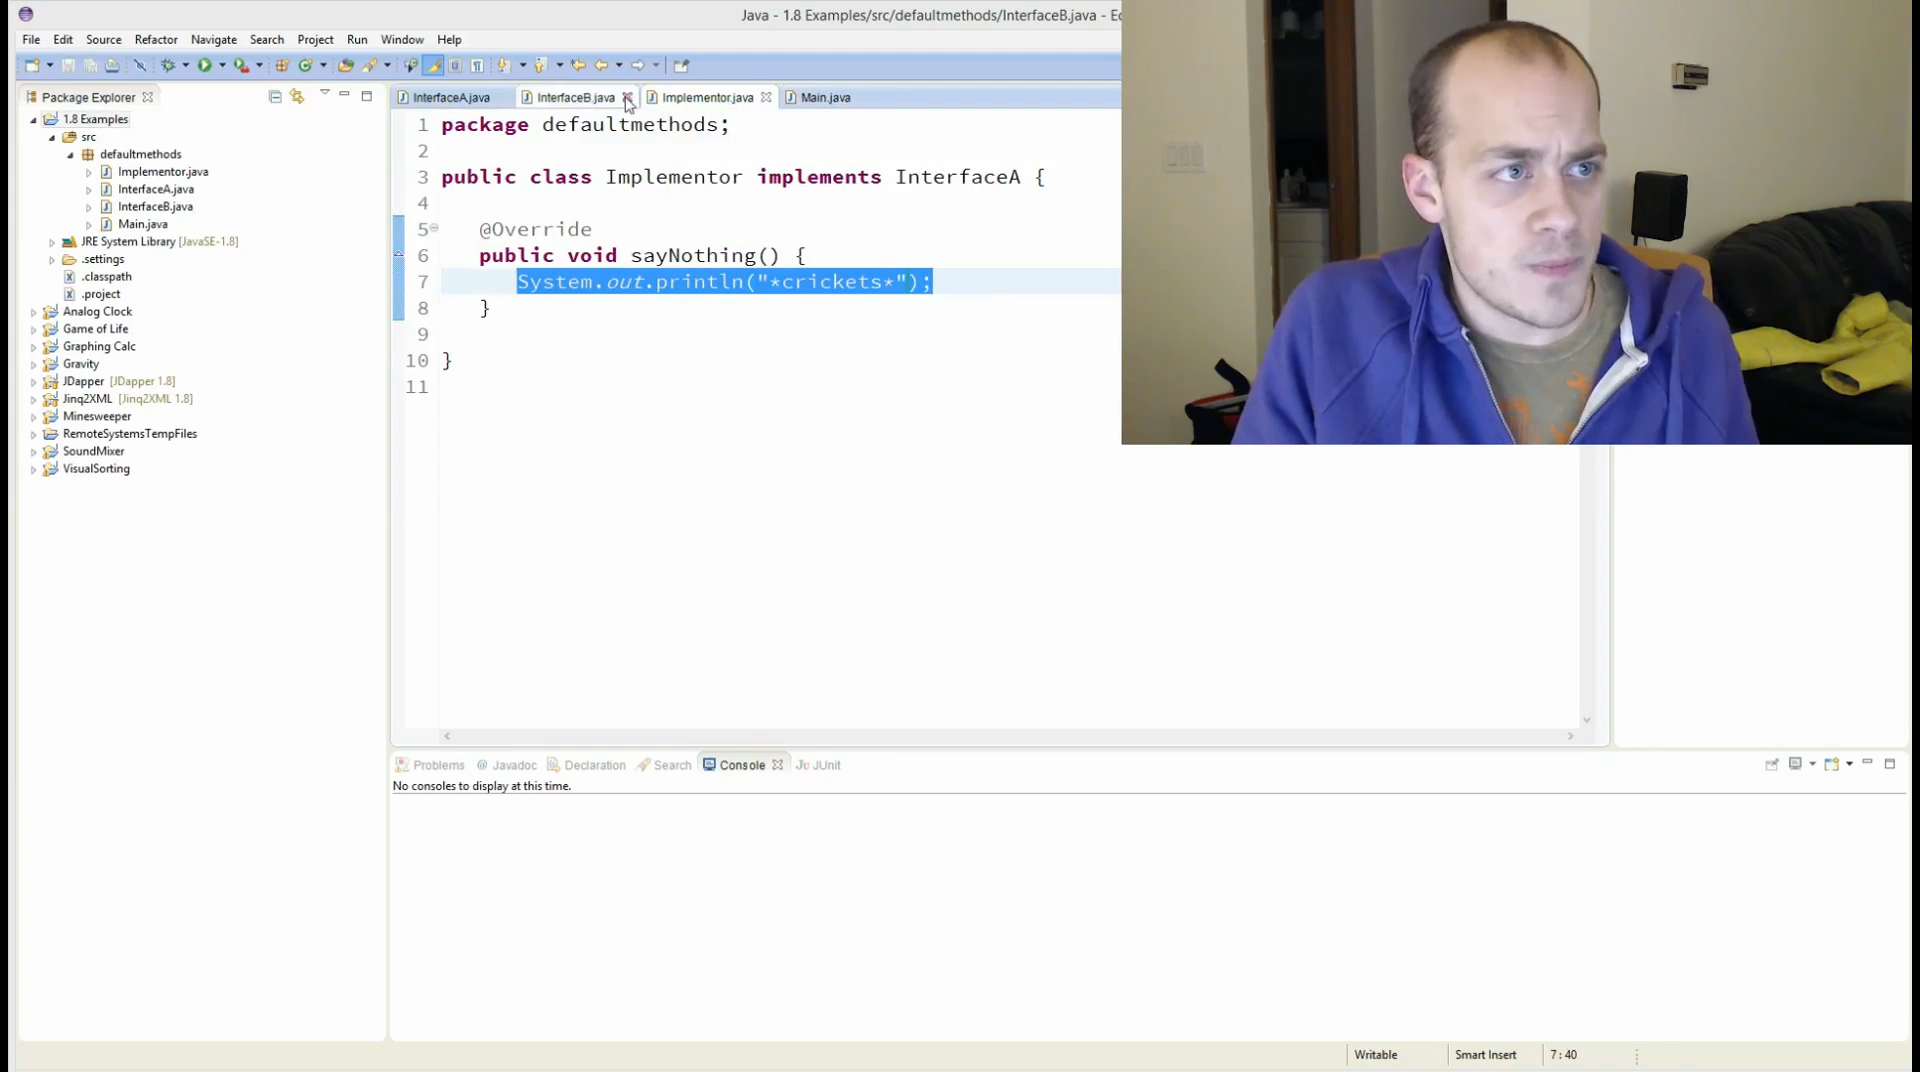 Java - 1.8 Examples/src/defaultmethods/InterfaceB.java - Ec
File Edit Source Refactor Navigate Search Project Run Window Help
Package Explorer
1.8 Examples
src
defaultmethods
Implementor.java
InterfaceA.java
InterfaceB.java
Main.java
JRE System Library [JavaSE-1.8]
.settings
.classpath
.project
Analog Clock
Game of Life
Graphing Calc
Gravity
JDapper [JDapper 1.8]
Jinq2XML [Jinq2XML 1.8]
Minesweeper
RemoteSystemsTempFiles
SoundMixer
VisualSorting
InterfaceA.java InterfaceB.java Implementor.java Main.java
1 package defaultmethods;
2
3 public class Implementor implements InterfaceA {
4
5 @Override
6 public void sayNothing() {
7 System.out.println("*crickets*");
8 }
9
10 }
11
Problems @ Javadoc Declaration Search Console JUnit
No consoles to display at this time.
Writable Smart Insert 7 : 40